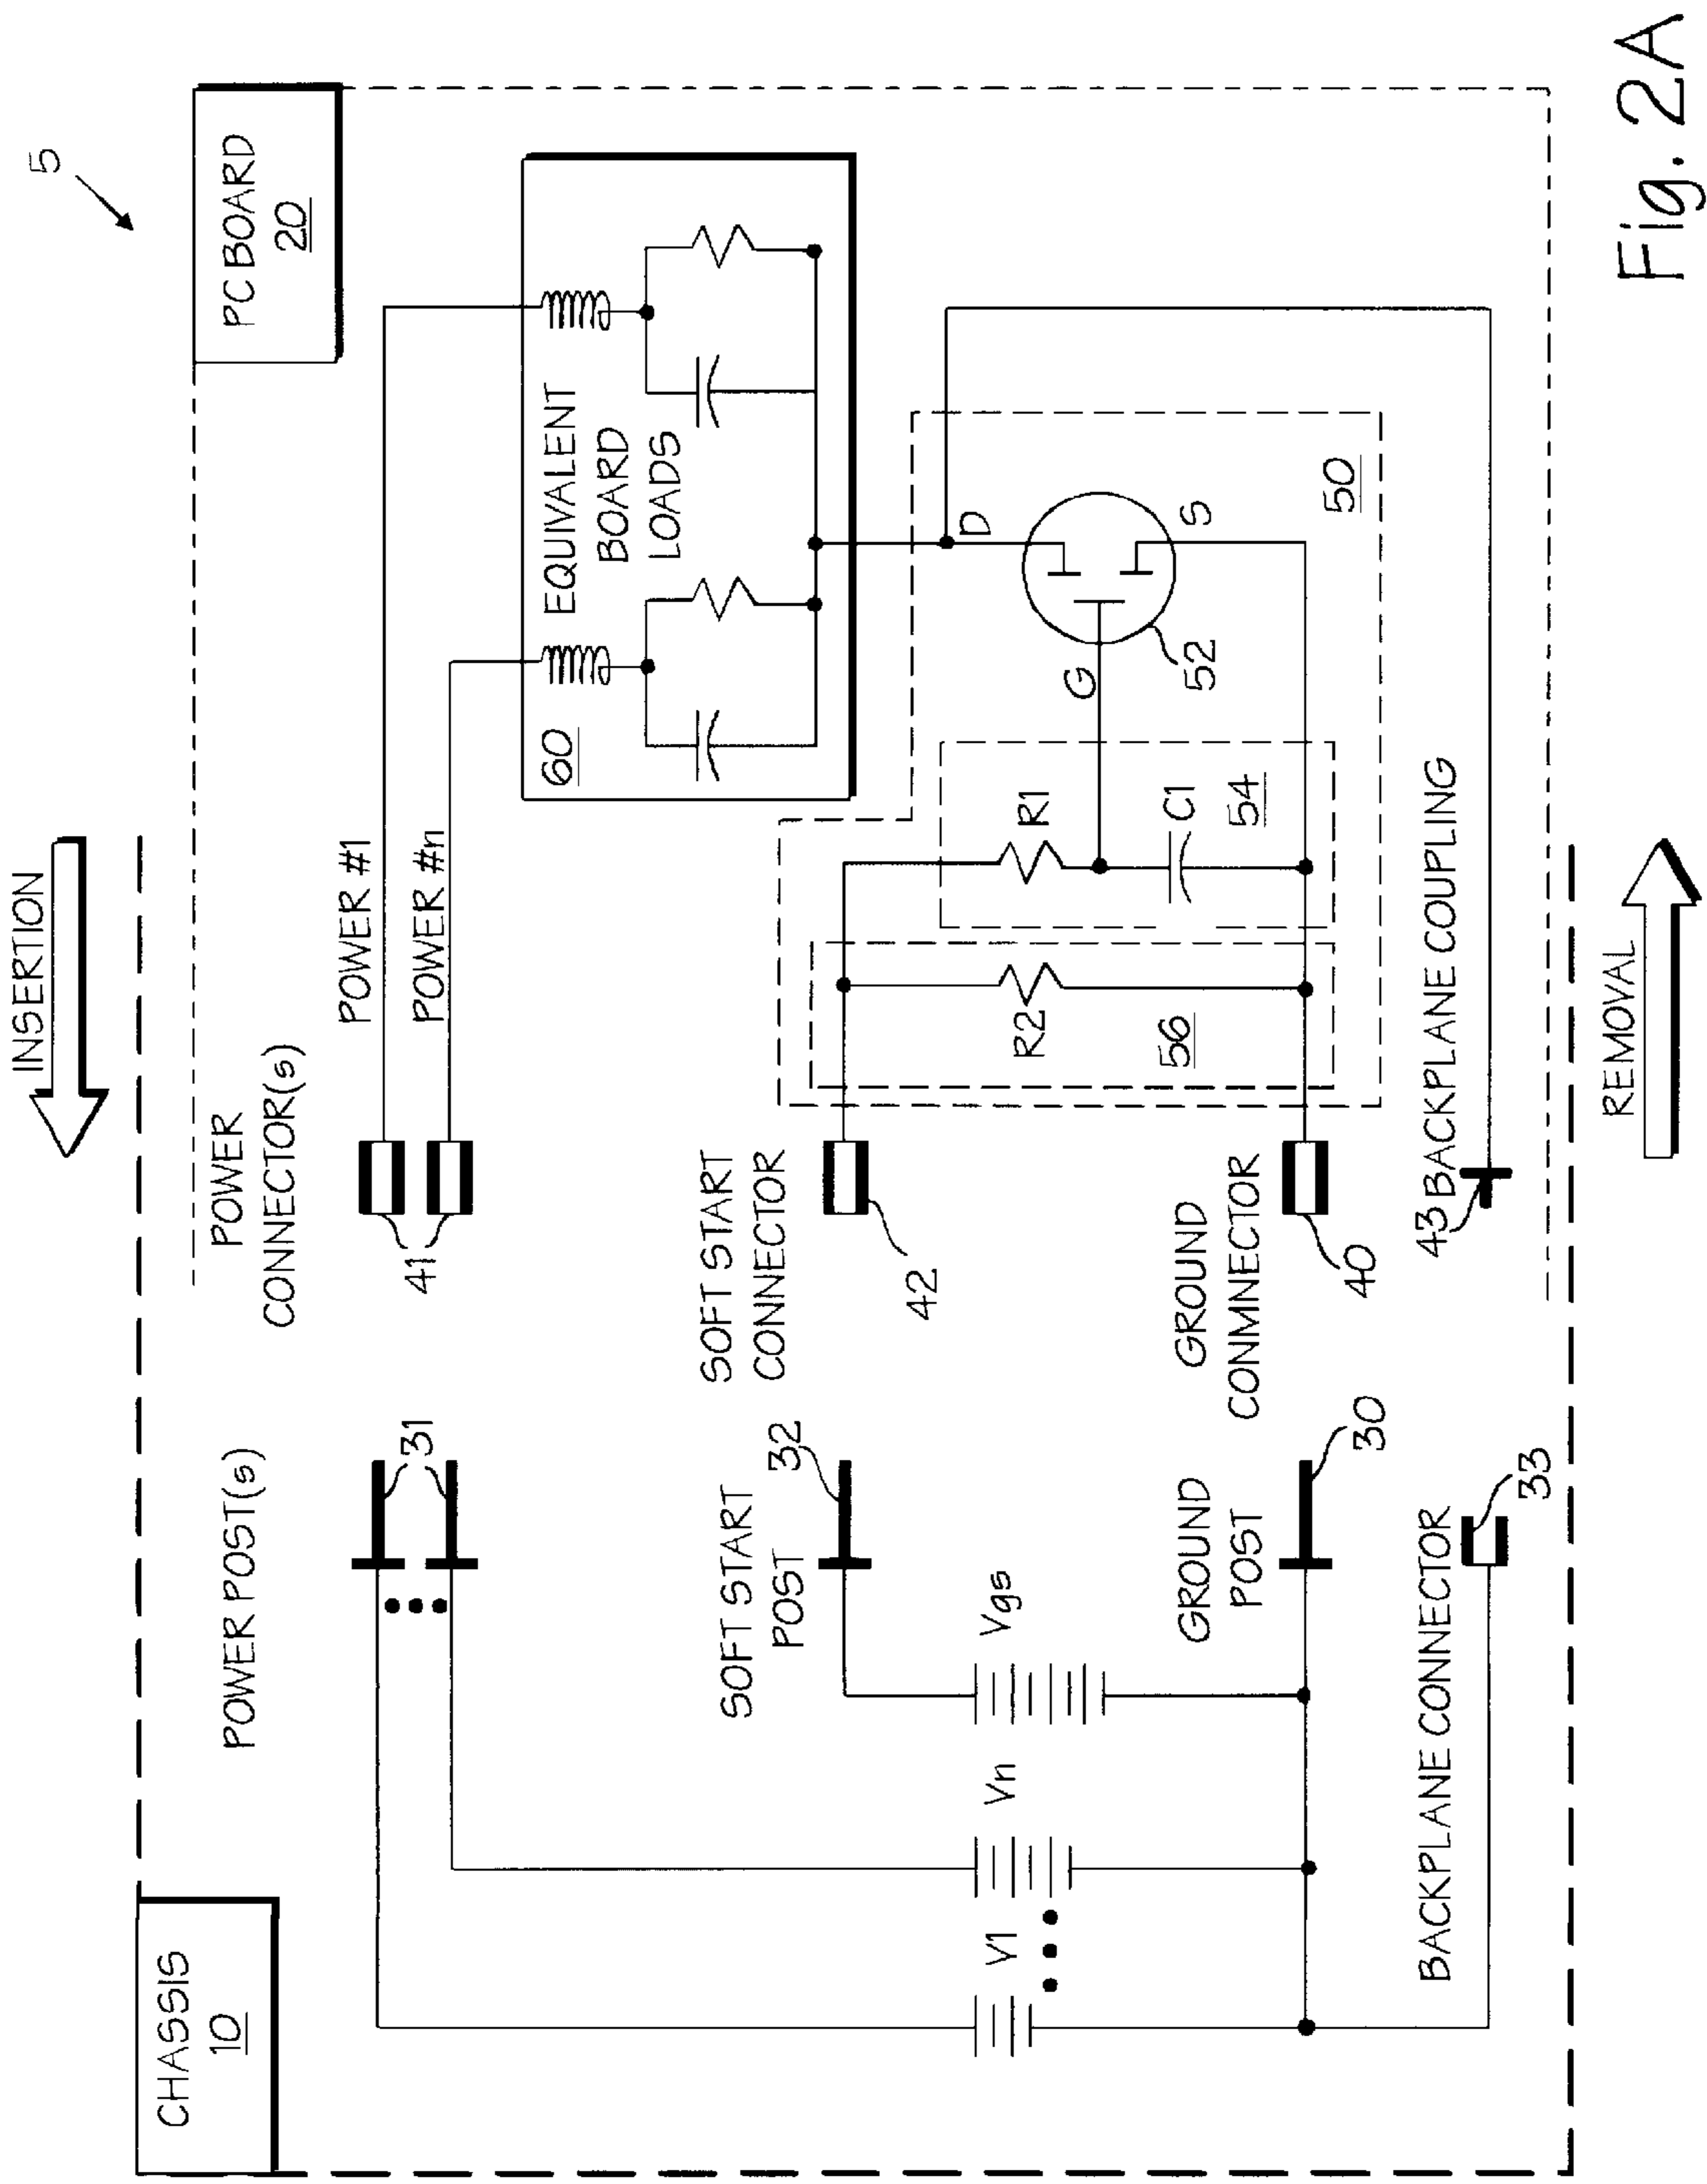 5
INSERTION
PC BOARD
20
CHASSIS
10
POWER POST(s)
31
POWER
CONNECTOR(s)
41
POWER #1
POWER #n
EQUIVALENT
BOARD
LOADS
60
SOFT START
POST
32
SOFT START
CONNECTOR
42
V1
Vn
Vgs
R2
56
R1
C1
54
G
D
S
52
50
GROUND
POST
30
GROUND
CONMNECTOR
40
BACKPLANE CONNECTOR
33
43
BACKPLANE COUPLING
REMOVAL
Fig. 2A